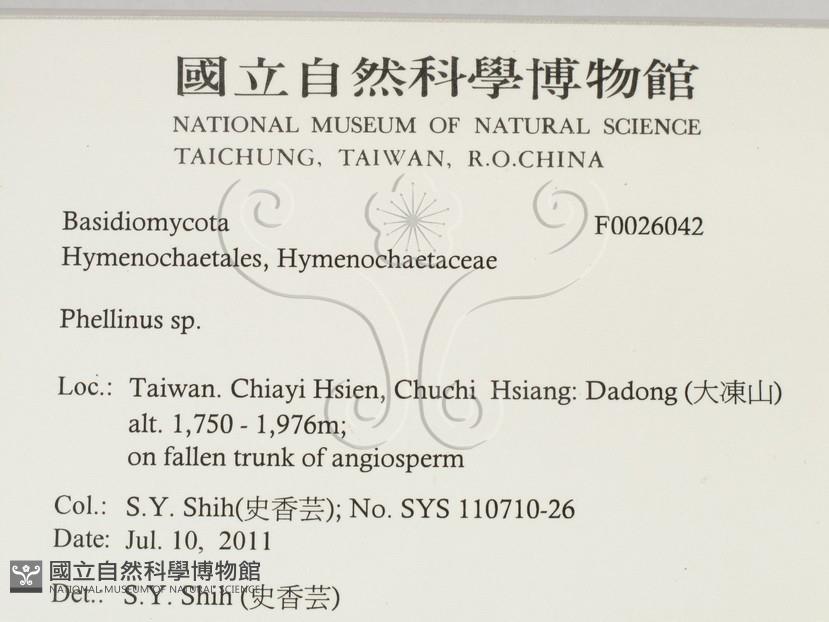 國立自然科學博物館
NATIONAL MUSEUM OF NATURAL SCIENCE
TAICHUNG, TAIWAN, R.O.CHINA
Basidiomycota F0026042
Hymenochaetales, Hymenochaetaceae
Phellinus sp.
Loc.: Taiwan. Chiayi Hsien, Chuchi Hsiang: Dadong (大凍山)
alt. 1,750 - 1,976m;
on fallen trunk of angiosperm
Col.: S.Y. Shih(史香芸); No. SYS 110710-26
Date: Jul. 10, 2011
國立自然科學博物館
NATIONAL MUSEUM OF NATURAL SCIENCE
Det.: S.Y. Shih (史香芸)